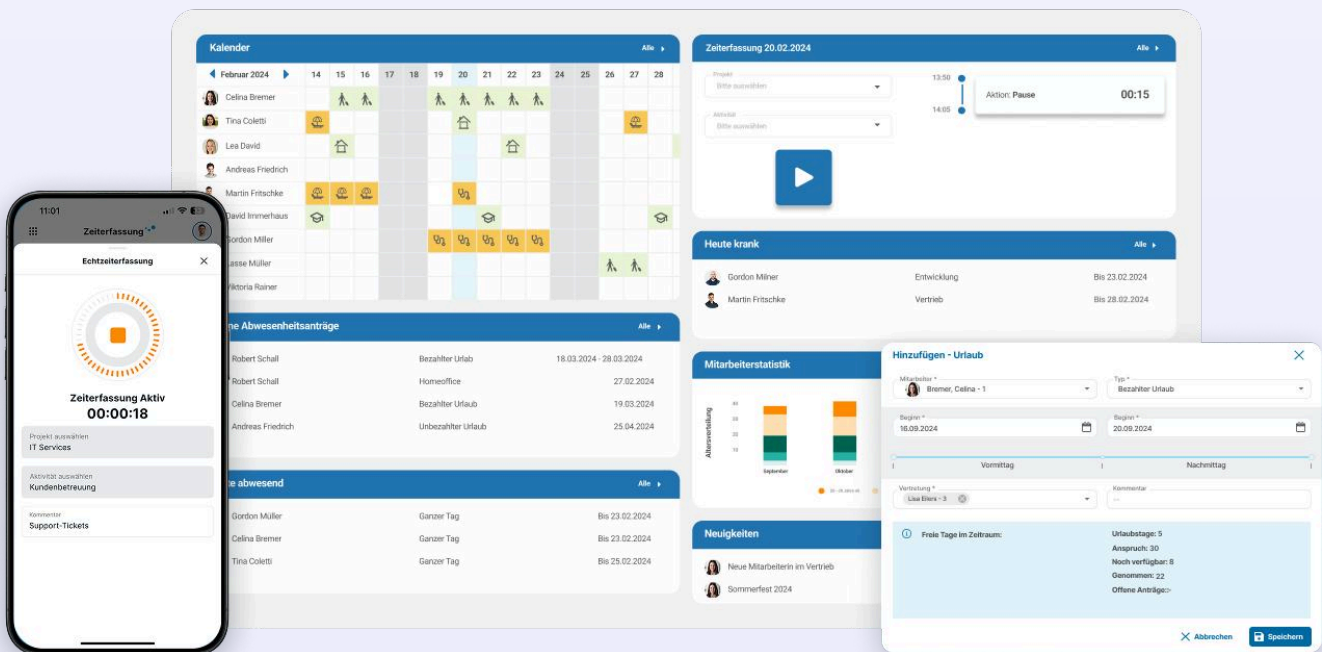 Kalender
Alle
Februar 2024
14 15 16 17 18 19 20 21 22 23 24 25 26 27 28
Celina Bremer
Tina Coletti
Lea David
Andreas Friedrich
Martin Fritschke
David Immerhaus
Gordon Miller
Lasse Müller
Viktoria Rainer
ne Abwesenheitsanträge
Alle
Robert Schall Bezahlter Urlab 18.03.2024 - 28.03.2024
Robert Schall Homeoffice 27.02.2024
Celina Bremer Bezahlter Urlaub 19.03.2024
Andreas Friedrich Unbezahlter Urlaub 25.04.2024
te abwesend
Alle
Gordon Müller Ganzer Tag Bis 23.02.2024
Celina Bremer Ganzer Tag Bis 23.02.2024
Tina Coletti Ganzer Tag Bis 25.02.2024
Zeiterfassung 20.02.2024
Alle
Projekt
Bitte auswählen
Aktivität
Bitte auswählen
13:50
Aktion: Pause 00:15
14:05
Heute krank
Alle
Gordon Milner Entwicklung Bis 23.02.2024
Martin Fritschke Vertrieb Bis 28.02.2024
Mitarbeiterstatistik
Altersverteilung
40
20
10
September Oktober
Neuigkeiten
Neue Mitarbeiterin im Vertrieb
Sommerfest 2024
11:01
Zeiterfassung
Echtzeiterfassung
Zeiterfassung Aktiv
00:00:18
Projekt auswählen
IT Services
Aktivität auswählen
Kundenbetreuung
Kommentar
Support-Tickets
Hinzufügen - Urlaub
Mitarbeiter *
Bremer, Celina - 1
Typ *
Bezahlter Urlaub
Beginn *
16.09.2024
Beginn *
20.09.2024
Vormittag Nachmittag
Vertretung *
Lisa Eilers - 3
Kommentar
...
Freie Tage im Zeitraum:
Urlaubstage: 5
Anspruch: 30
Noch verfügbar: 8
Genommen: 22
Offene Anträge:-
Abbrechen
Speichern